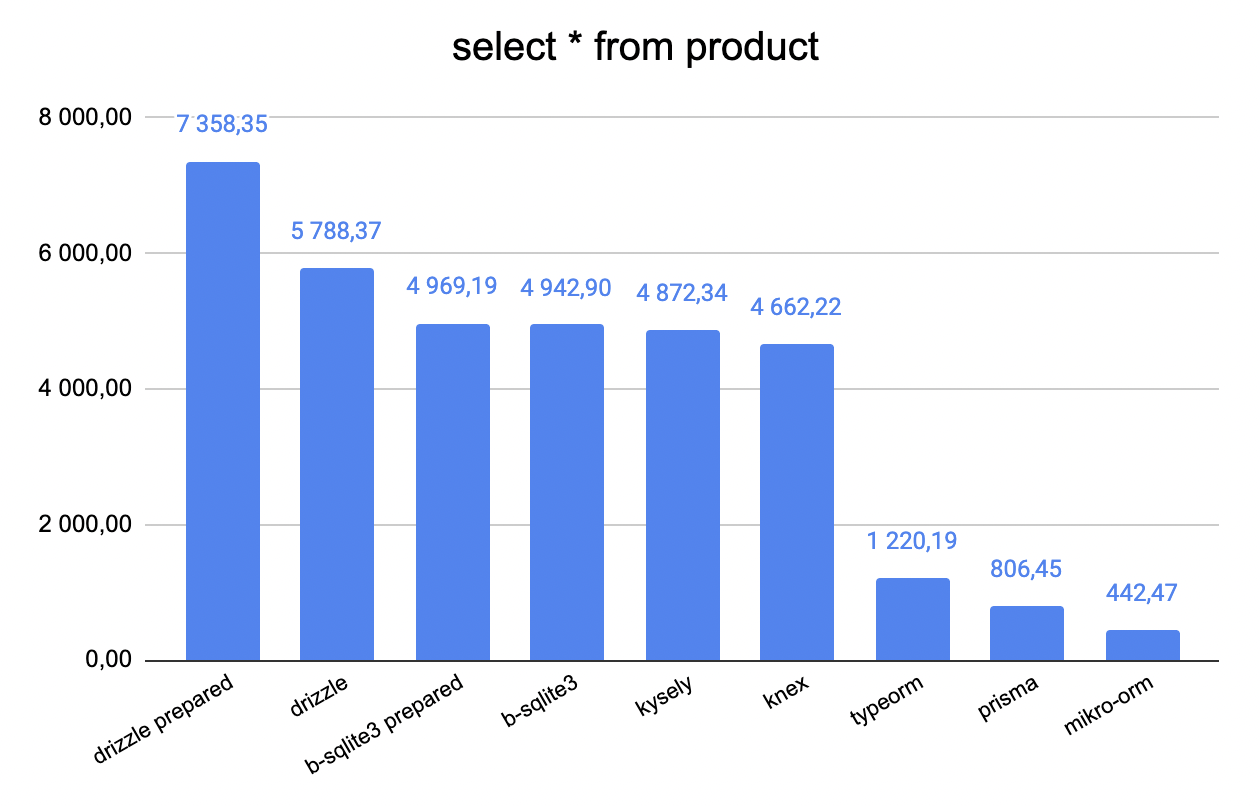 select * from product
8 000,00
7 358,35
5 788,37
6 000,00
4 969,19
4 942,90
4 872,34
4 662,22
4 000,00
2 000,00
1 220,19
806,45
442,47
0,00
drizzle prepared
drizzle
b-sqlite3 prepared
b-sqlite3
kysely
knex
typeorm
prisma
mikro-orm